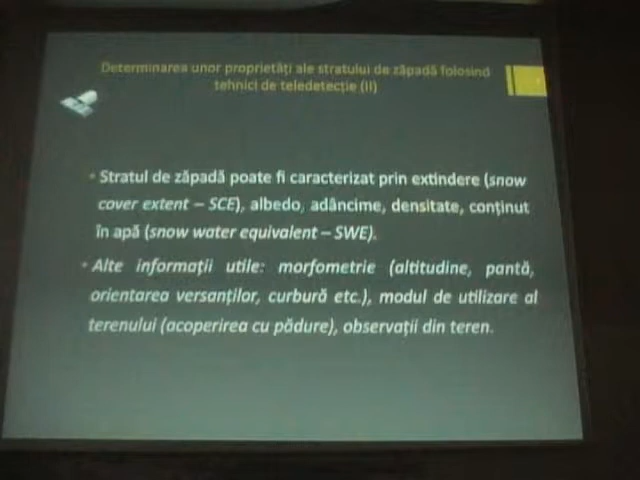 Determinarea unor proprietăți ale stratului de zăpadă folosind
tehnici de teledetecție (II)
• Stratul de zăpadă poate fi caracterizat prin extindere (snow
cover extent – SCE), albedo, adâncime, densitate, conținut
în apă (snow water equivalent – SWE).
• Alte informații utile: morfometrie (altitudine, pantă,
orientarea versanților, curbură etc.), modul de utilizare al
terenului (acoperirea cu pădure), observații din teren.